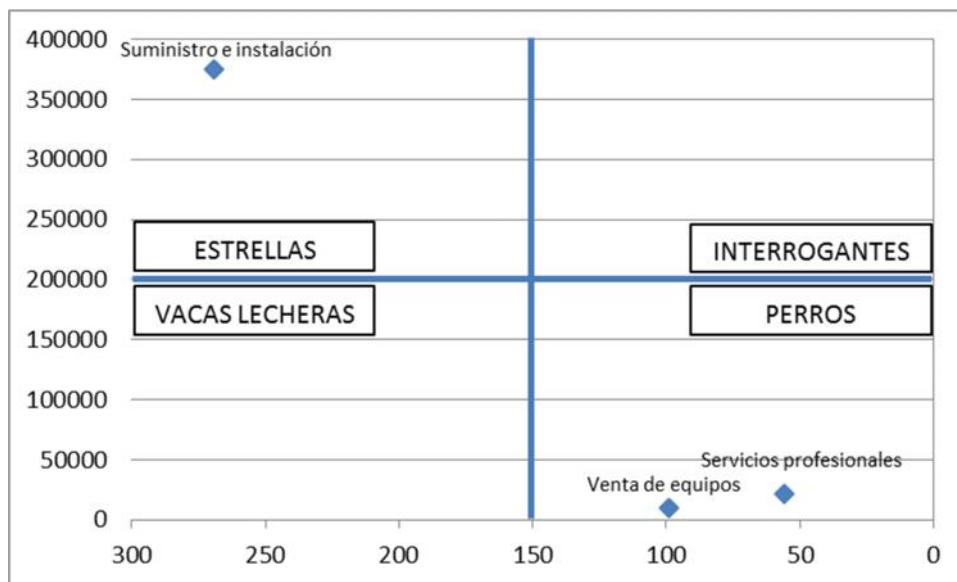 400000
Suministro e instalación
350000
300000
250000
ESTRELLAS
INTERROGANTES
200000
VACAS LECHERAS
PERROS
150000
100000
50000
Servicios profesionales
Venta de equipos
0
300 250 200 150 100 50 0